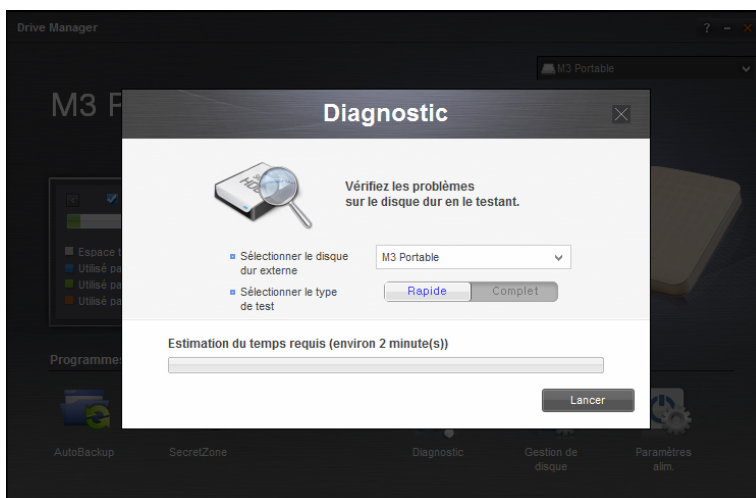 Drive Manager
? –
M3 Portable
M3 P
Diagnostic
HDD
Vérifiez les problèmes
sur le disque dur en le testant.
Sélectionner le disque
dur externe
M3 Portable
Sélectionner le type
de test
Rapide
Complet
Espace t
Utilisé pa
Utilisé pa
Utilisé pa
Estimation du temps requis (environ 2 minute(s))
Lancer
Programmes
AutoBackup
SecretZone
Diagnostic
Gestion de
disque
Paramètres
alim.